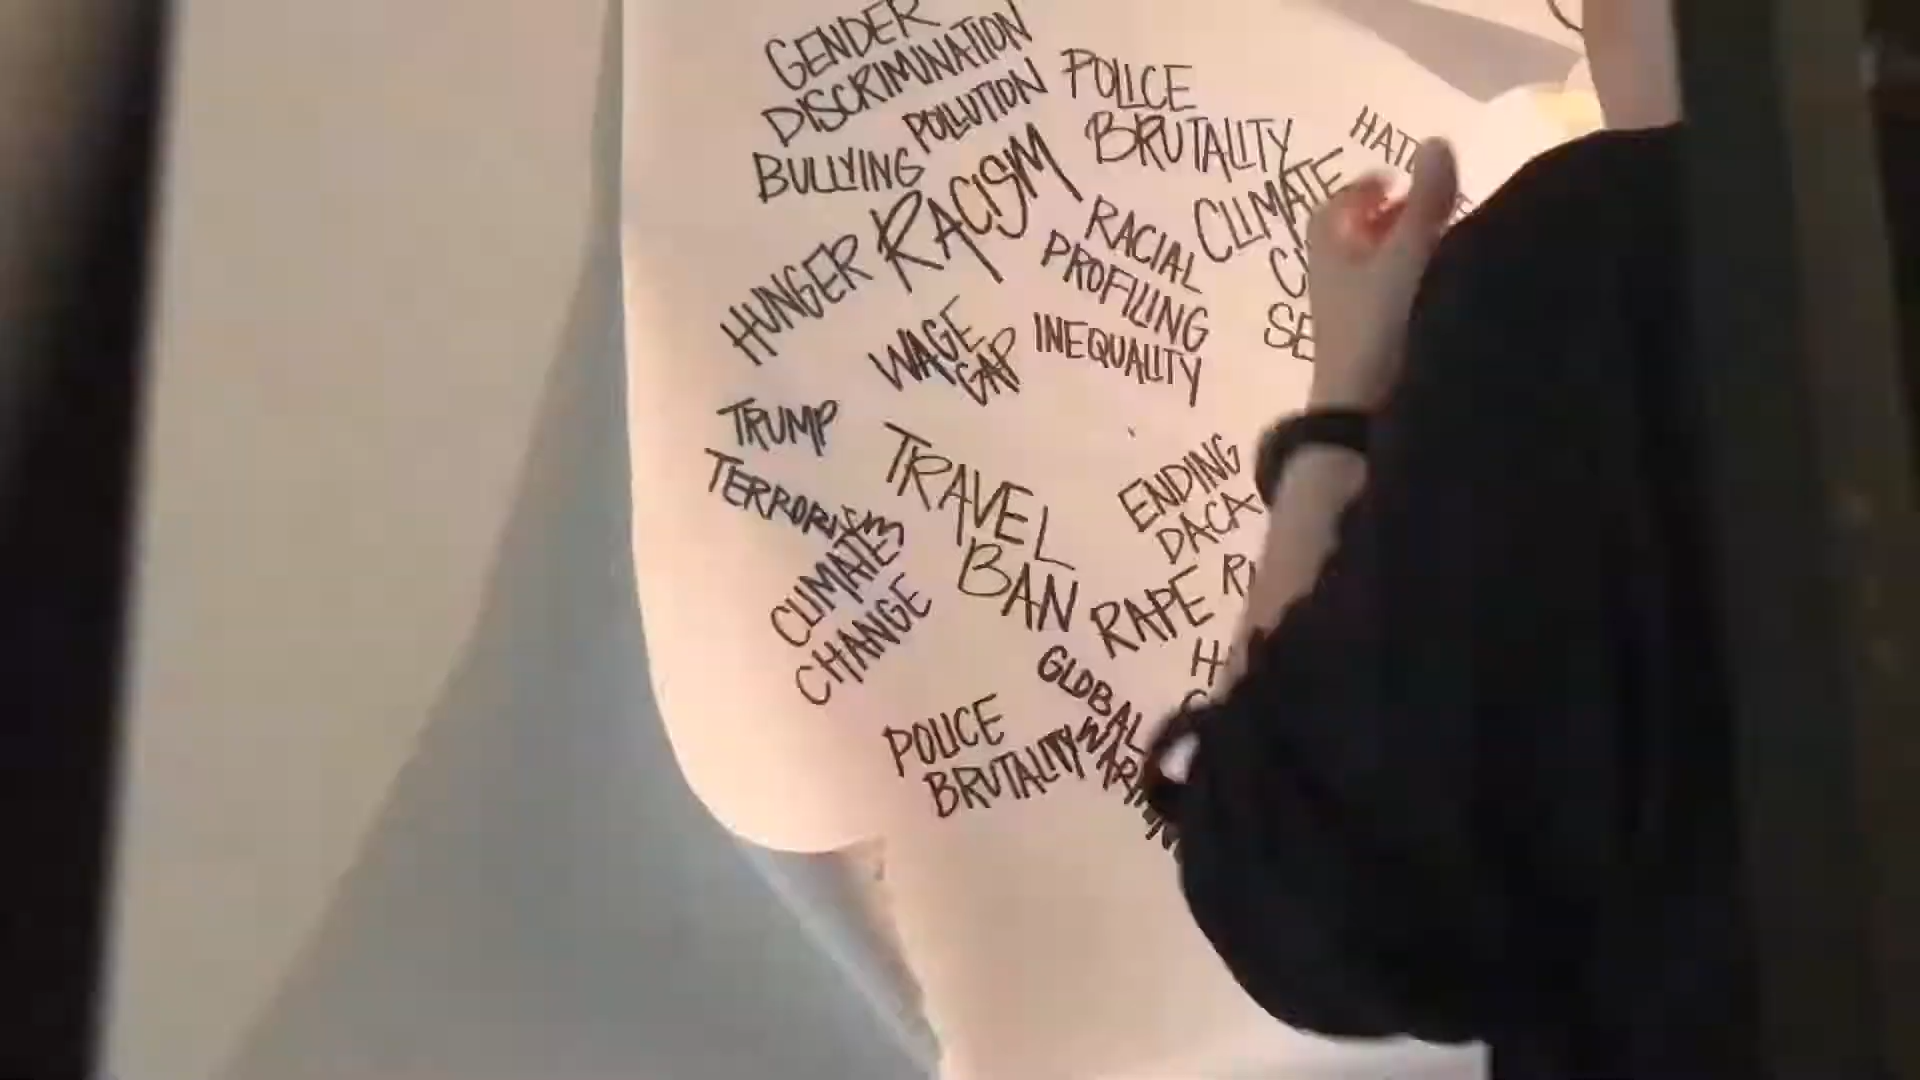 GENDER
DISCRIMINATION
POLLUTION
BULLYING
RACISM
HUNGER
POLICE
BRUTALITY
CLIMATE
RACIAL
PROFILING
INEQUALITY
WAGE
GAP
TRUMP
TERRORISM
CLIMATE
CHANGE
TRAVEL
BAN
ENDING
DACA
RAPE
GLOBAL
POLICE
BRUTALITY